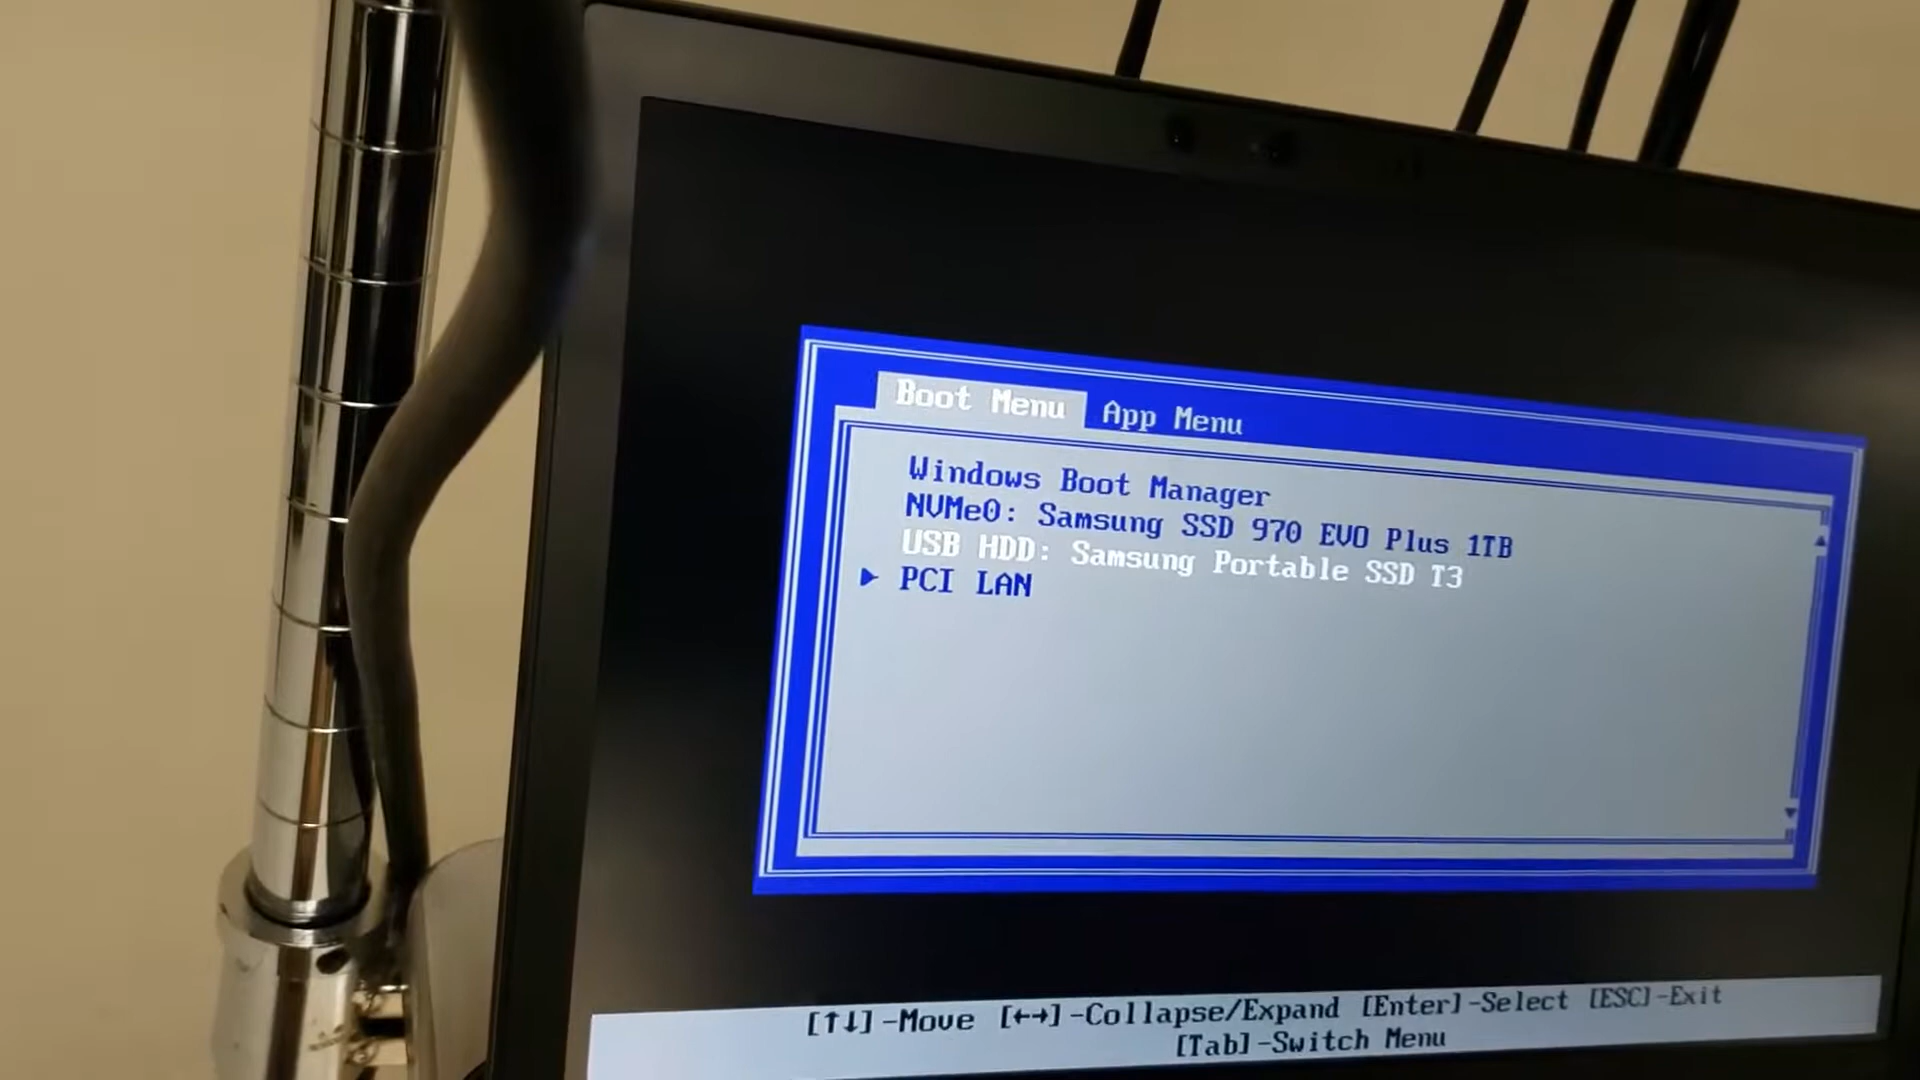 Boot Menu App Menu
Windows Boot Manager
NVMe0: Samsung SSD 970 EVO Plus 1TB
USB HDD: Samsung Portable SSD T3
PCI LAN
[↑↓]-Move [←→]-Collapse/Expand [Enter]-Select [ESC]-Exit
[Tab]-Switch Menu